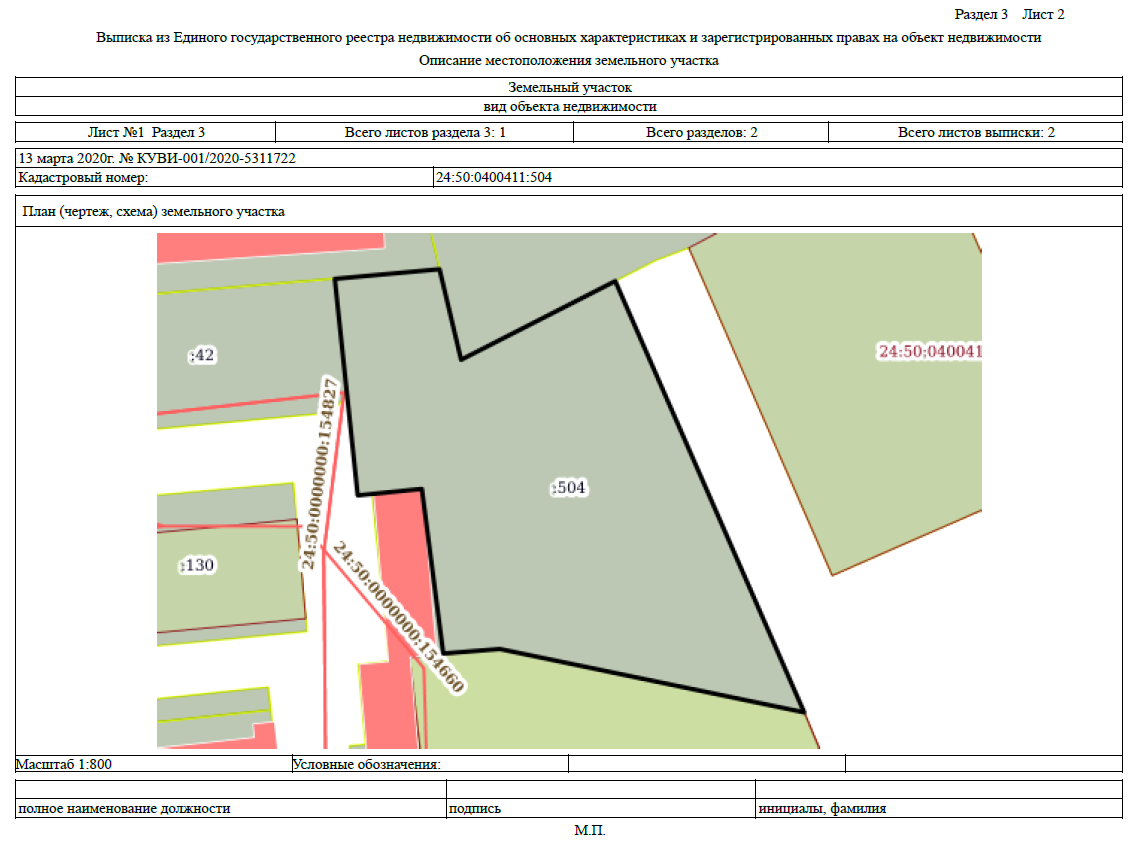 Раздел 3 Лист 2
Выписка из Единого государственного реестра недвижимости об основных характеристиках и зарегистрированных правах на объект недвижимости
Описание местоположения земельного участка
Земельный участок
вид объекта недвижимости
Лист №1 Раздел 3 Всего листов раздела 3: 1 Всего разделов: 2 Всего листов выписки: 2
13 марта 2020г. № КУВИ-001/2020-5311722
Кадастровый номер: 24:50:0400411:504
План (чертеж, схема) земельного участка
:42
24:50:040041
24:50:0000000:154827
:504
:130
24:50:0000000:154660
Масштаб 1:800 Условные обозначения:
полное наименование должности подпись инициалы, фамилия
М.П.